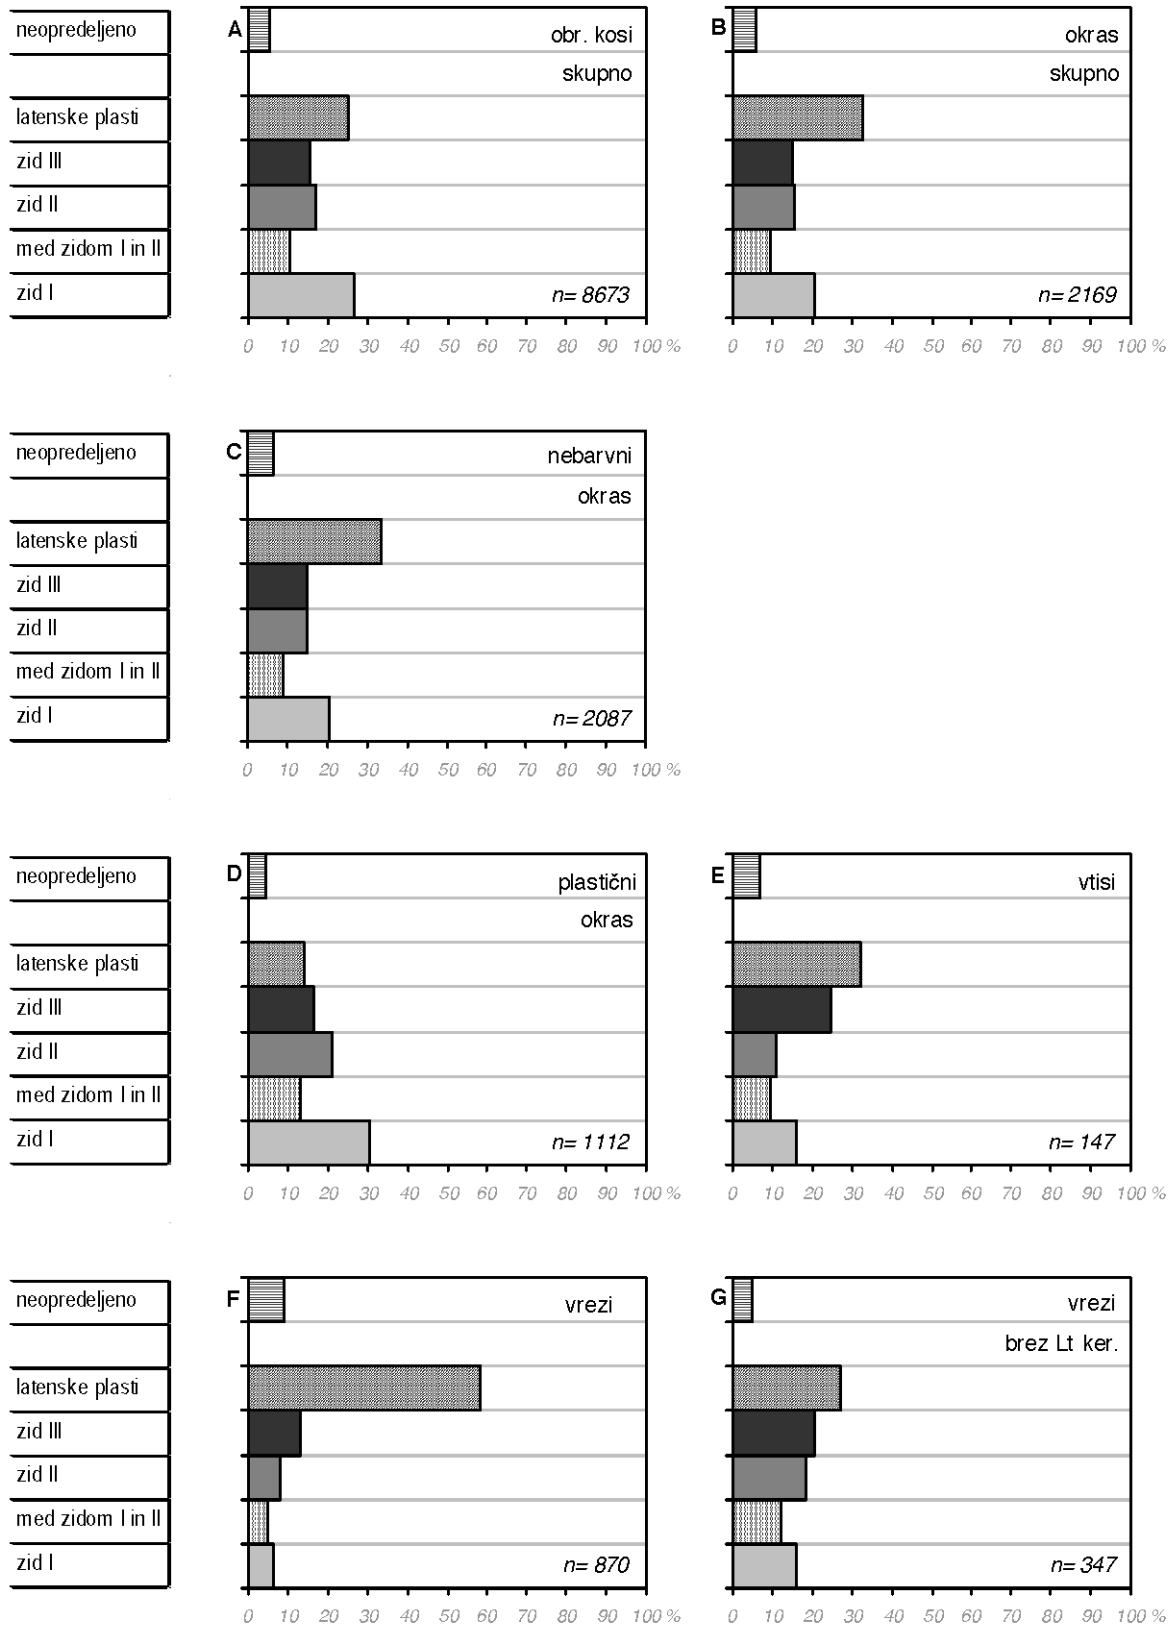 neopredeljeno
latenske plasti
zid III
zid II
med zidom I in II
zid I
A
obr. kosi
skupno
n= 8673
0 10 20 30 40 50 60 70 80 90 100 %
B
okras
skupno
n= 2169
0 10 20 30 40 50 60 70 80 90 100 %
neopredeljeno
latenske plasti
zid III
zid II
med zidom I in II
zid I
C
nebarvni
okras
n= 2087
0 10 20 30 40 50 60 70 80 90 100 %
neopredeljeno
latenske plasti
zid III
zid II
med zidom I in II
zid I
D
plastični
okras
n= 1112
0 10 20 30 40 50 60 70 80 90 100 %
E
vtisi
n= 147
0 10 20 30 40 50 60 70 80 90 100 %
neopredeljeno
latenske plasti
zid III
zid II
med zidom I in II
zid I
F
vrezi
n= 870
0 10 20 30 40 50 60 70 80 90 100 %
G
vrezi
brez Lt ker.
n= 347
0 10 20 30 40 50 60 70 80 90 100 %